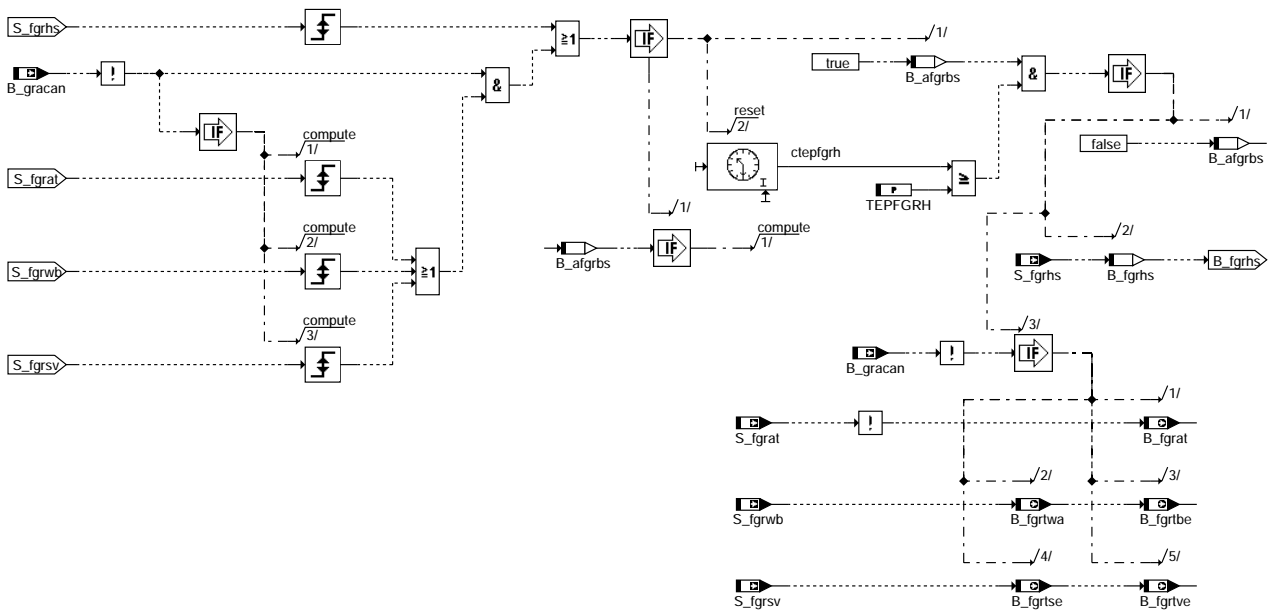 S_fgrhs
B_gracan
!
IF
compute
1/
S_fgrat
compute
2/
S_fgrwb
compute
3/
S_fgrsv
≥1
&
≥1
IF
/1/
true
B_afgrbs
&
IF
/1/
false
B_afgrbs
reset
2/
ctepfgrh
P
TEPFGRH
≥
/1/
B_afgrbs
IF
compute
1/
/2/
S_fgrhs
B_fgrhs
B_fgrhs
/3/
B_gracan
!
IF
/1/
S_fgrat
!
B_fgrat
/2/
/3/
S_fgrwb
B_fgrtwa
B_fgrtbe
/4/
/5/
S_fgrsv
B_fgrtse
B_fgrtve